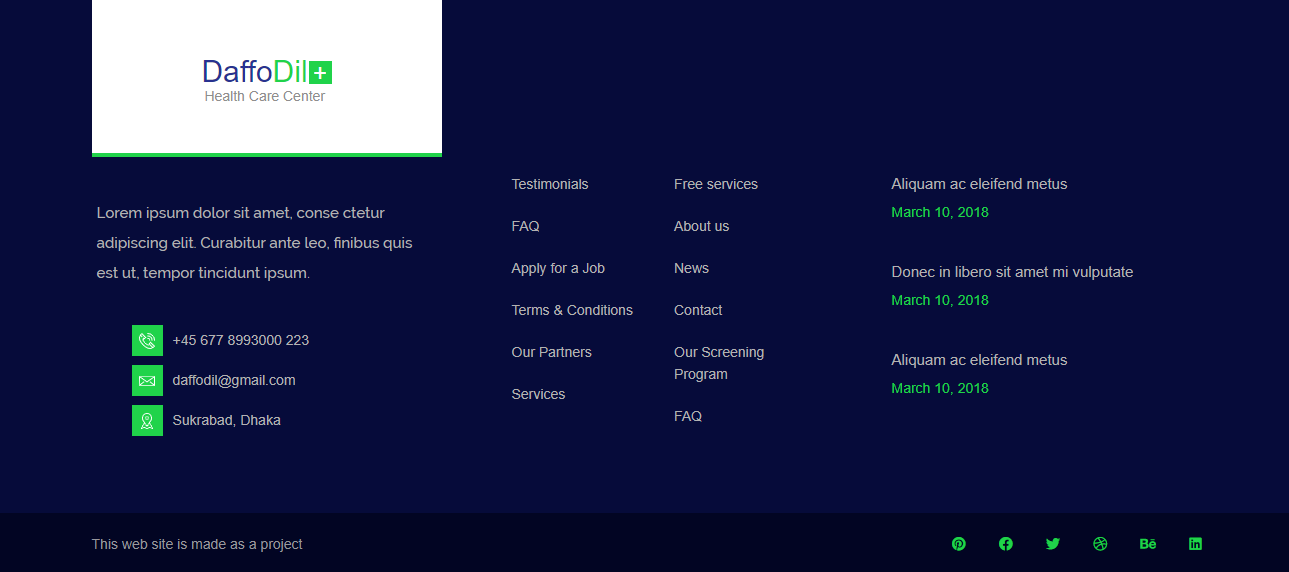 DaffoDil+
Health Care Center
Lorem ipsum dolor sit amet, conse ctetur
adipiscing elit. Curabitur ante leo, finibus quis
est ut, tempor tincidunt ipsum.
+45 677 8993000 223
daffodil@gmail.com
Sukrabad, Dhaka
Testimonials
FAQ
Apply for a Job
Terms & Conditions
Our Partners
Services
Free services
About us
News
Contact
Our Screening
Program
FAQ
Aliquam ac eleifend metus
March 10, 2018
Donec in libero sit amet mi vulputate
March 10, 2018
Aliquam ac eleifend metus
March 10, 2018
This web site is made as a project